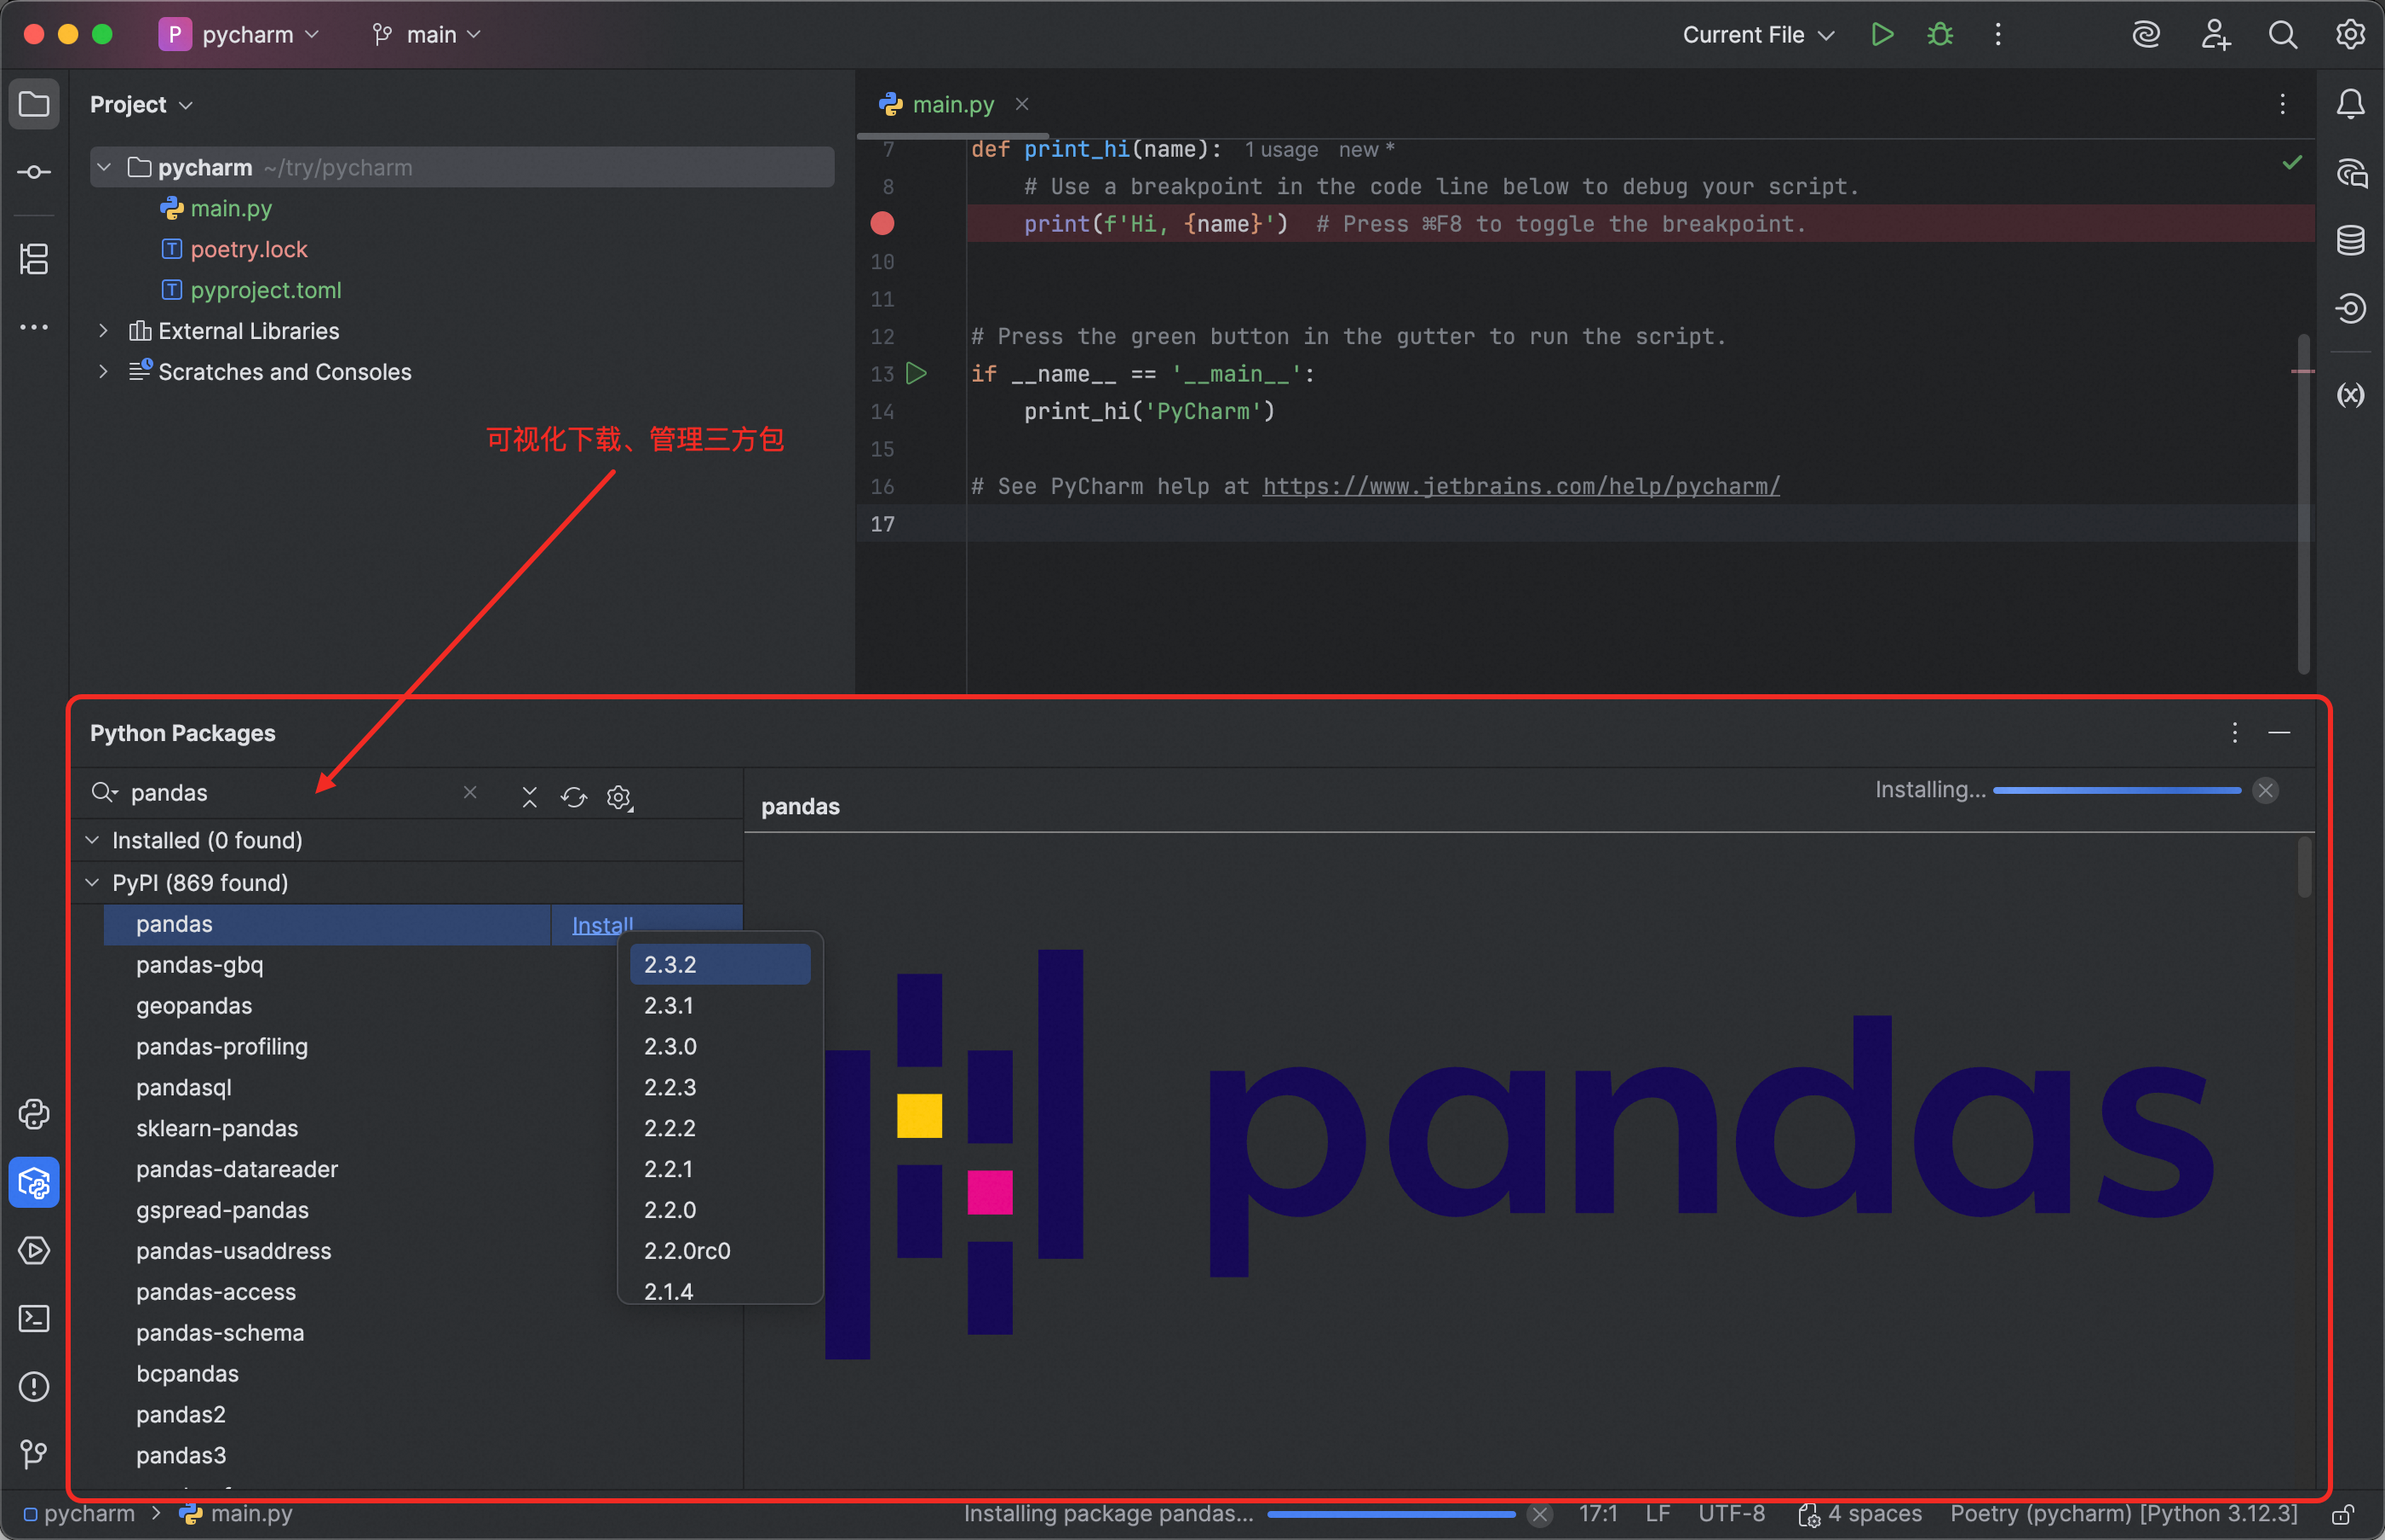 P pycharm main Current File
Project
pycharm ~/try/pycharm
main.py
poetry.lock
pyproject.toml
External Libraries
Scratches and Consoles
main.py
7 def print_hi(name): 1 usage new *
8 # Use a breakpoint in the code line below to debug your script.
print(f'Hi, {name}') # Press ⌘F8 to toggle the breakpoint.
10
11
12 # Press the green button in the gutter to run the script.
13 if __name__ == '__main__':
14 print_hi('PyCharm')
15
16 # See PyCharm help at https://www.jetbrains.com/help/pycharm/
17
可视化下载、管理三方包
Python Packages
pandas
Installed (0 found)
PyPI (869 found)
pandas Install
pandas-gbq
geopandas
pandas-profiling
pandasql
sklearn-pandas
pandas-datareader
gspread-pandas
pandas-usaddress
pandas-access
pandas-schema
bcpandas
pandas2
pandas3
2.3.2
2.3.1
2.3.0
2.2.3
2.2.2
2.2.1
2.2.0
2.2.0rc0
2.1.4
pandas Installing...
pandas
pycharm main.py Installing package pandas... 17:1 LF UTF-8 4 spaces Poetry (pycharm) [Python 3.12.3]